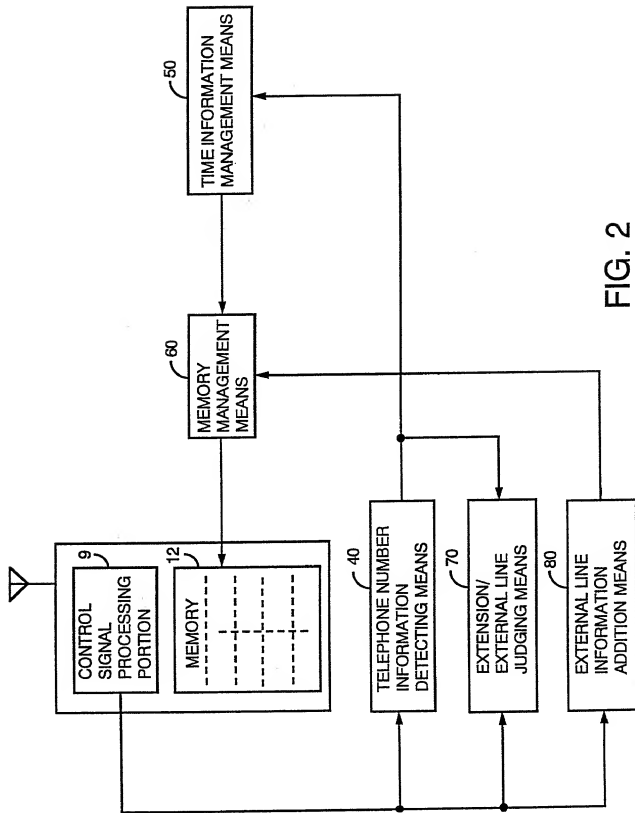 9
CONTROL
SIGNAL
PROCESSING
PORTION
12
MEMORY
60
MEMORY
MANAGEMENT
MEANS
50
TIME INFORMATION
MANAGEMENT MEANS
40
TELEPHONE NUMBER
INFORMATION
DETECTING MEANS
70
EXTENSION/
EXTERNAL LINE
JUDGING MEANS
80
EXTERNAL LINE
INFORMATION
ADDITION MEANS
FIG. 2